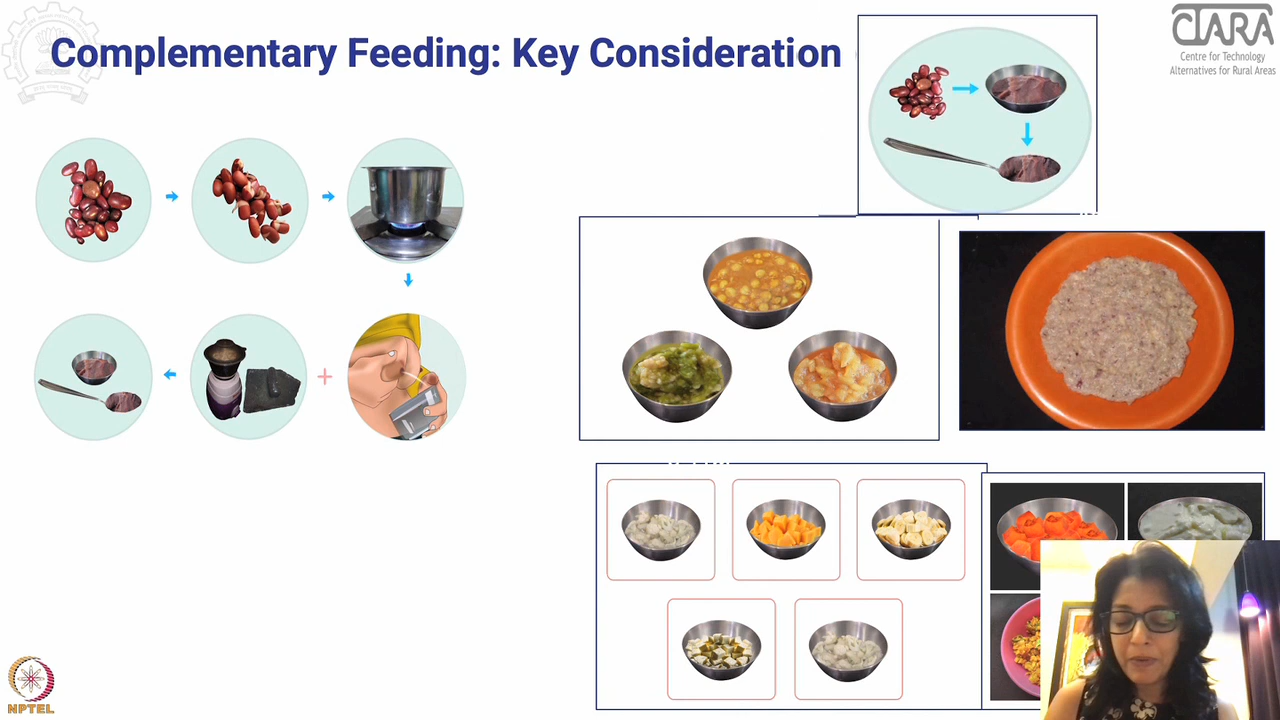 Complementary Feeding: Key Consideration
CTARA
Centre for Technology
Alternatives for Rural Areas
NPTEL